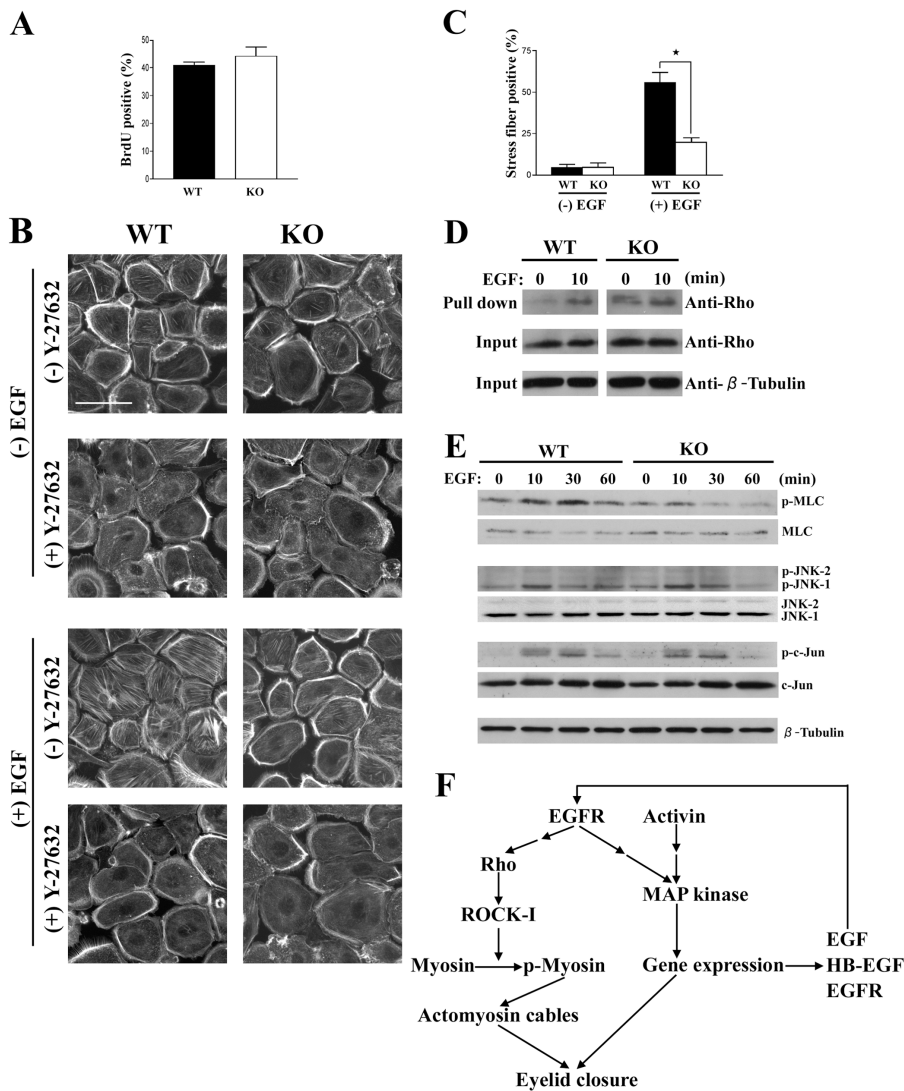 A
BrdU positive (%)
50
40
30
20
10
0
WT KO
C
Stress fiber positive (%)
75
50
25
0
★
WT KO WT KO
(-) EGF (+) EGF
B
WT KO
(-) EGF
(-) Y-27632
(+) Y-27632
(+) EGF
(-) Y-27632
(+) Y-27632
D
WT KO
EGF: 0 10 0 10 (min)
Pull down Anti-Rho
Input Anti-Rho
Input Anti-β-Tubulin
E
WT KO
EGF: 0 10 30 60 0 10 30 60 (min)
p-MLC
MLC
p-JNK-2
p-JNK-1
JNK-2
JNK-1
p-c-Jun
c-Jun
β-Tubulin
F
EGFR Activin
Rho
MAP kinase
ROCK-I
EGF
Myosin p-Myosin Gene expression HB-EGF
EGFR
Actomyosin cables
Eyelid closure